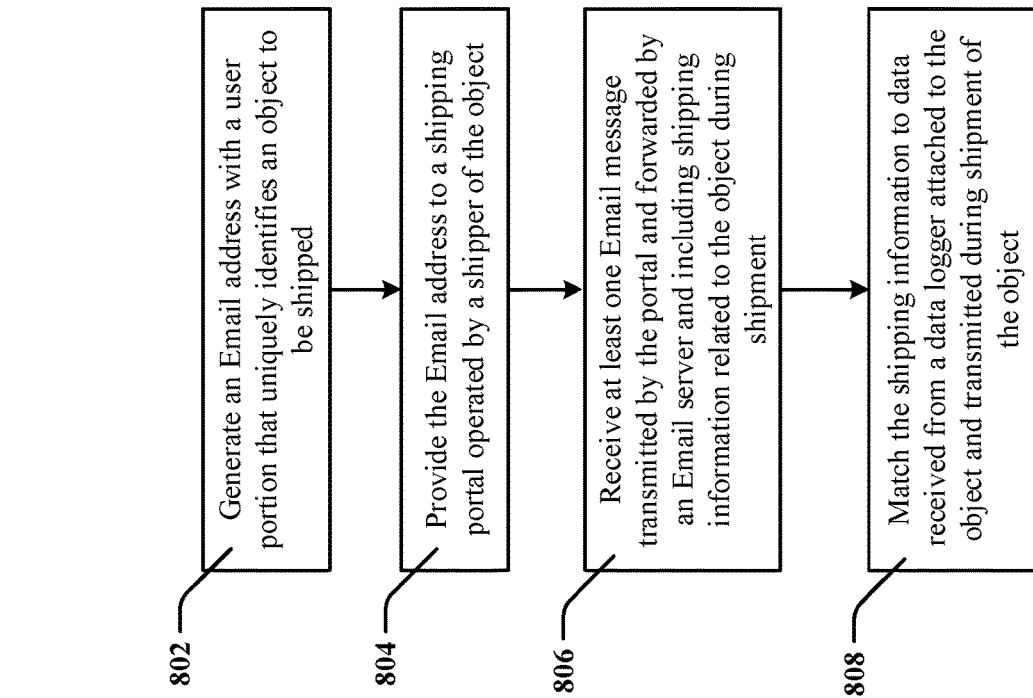 802
Generate an Email address with a user
portion that uniquely identifies an object to
be shipped
804
Provide the Email address to a shipping
portal operated by a shipper of the object
806
Receive at least one Email message
transmitted by the portal and forwarded by
an Email server and including shipping
information related to the object during
shipment
808
Match the shipping information to data
received from a data logger attached to the
object and transmitted during shipment of
the object